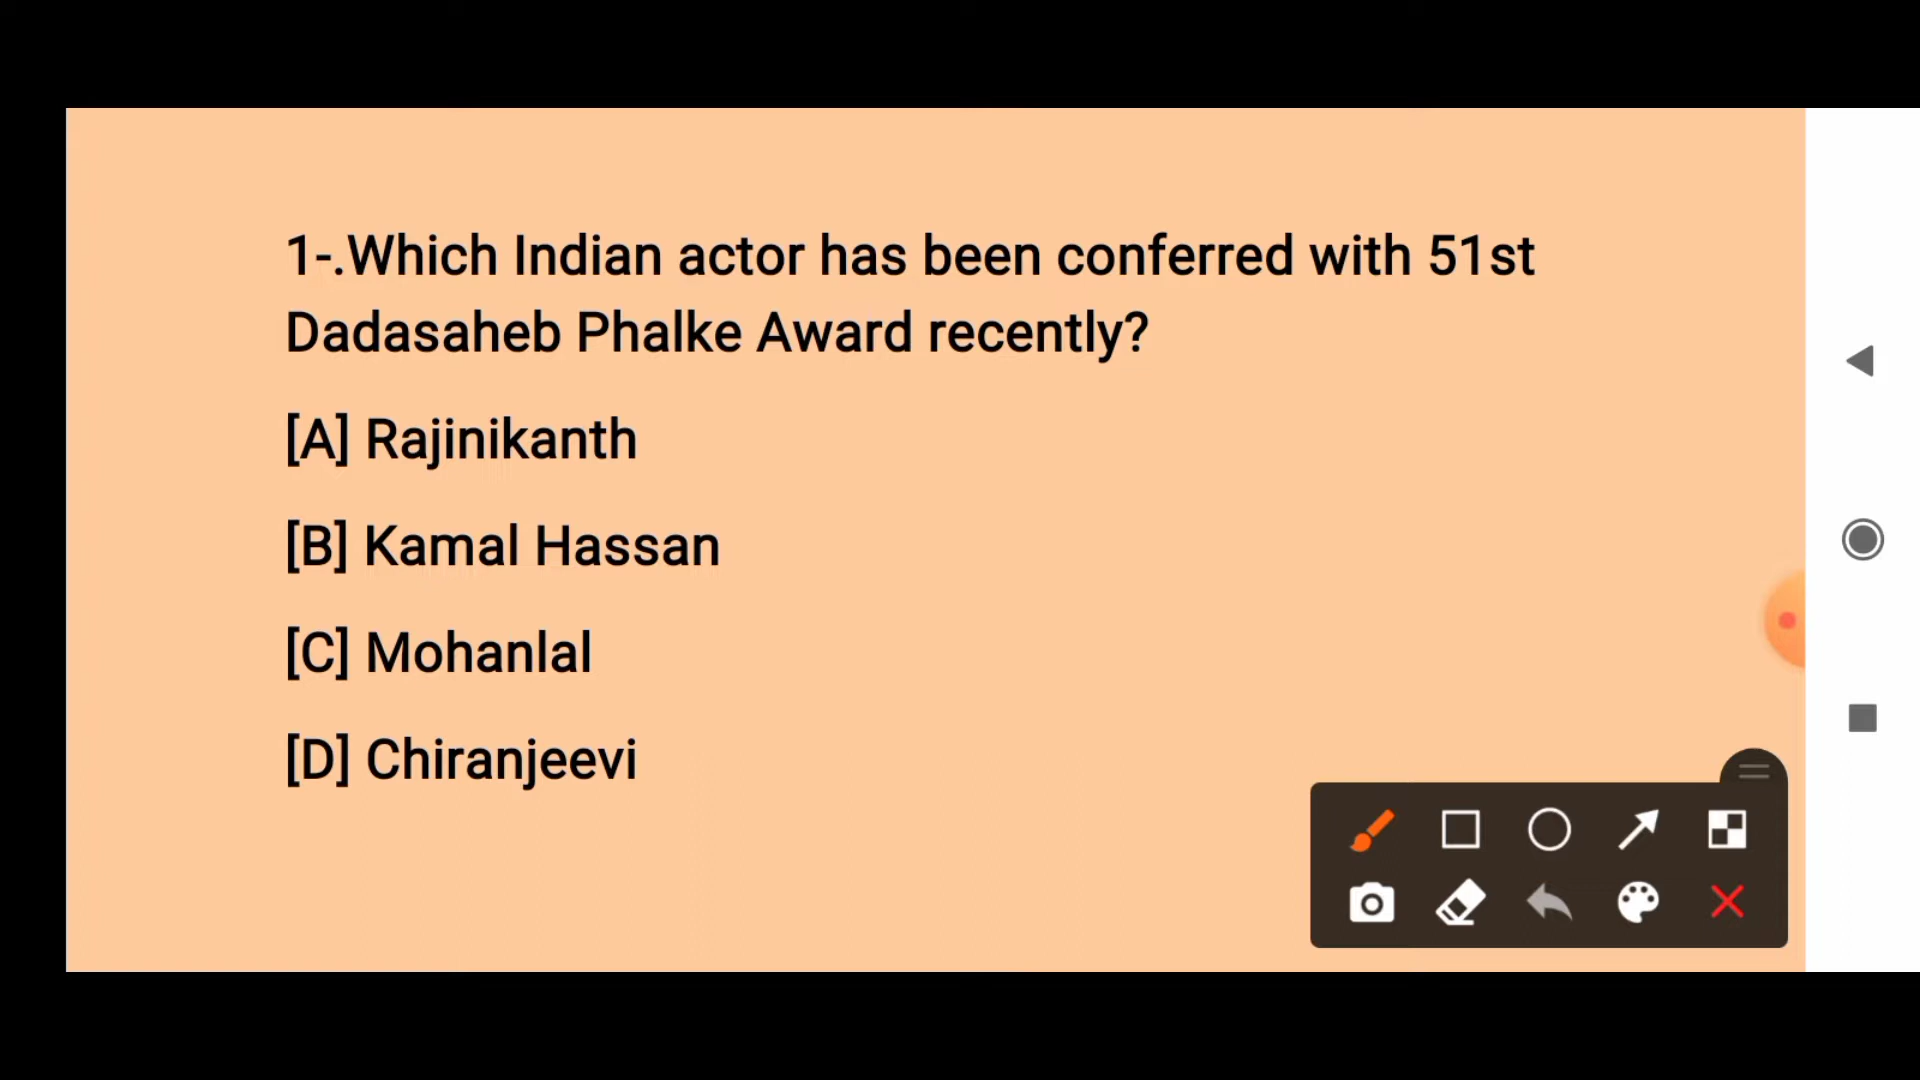 1-.Which Indian actor has been conferred with 51st
Dadasaheb Phalke Award recently?
[A] Rajinikanth
[B] Kamal Hassan
[C] Mohanlal
[D] Chiranjeevi